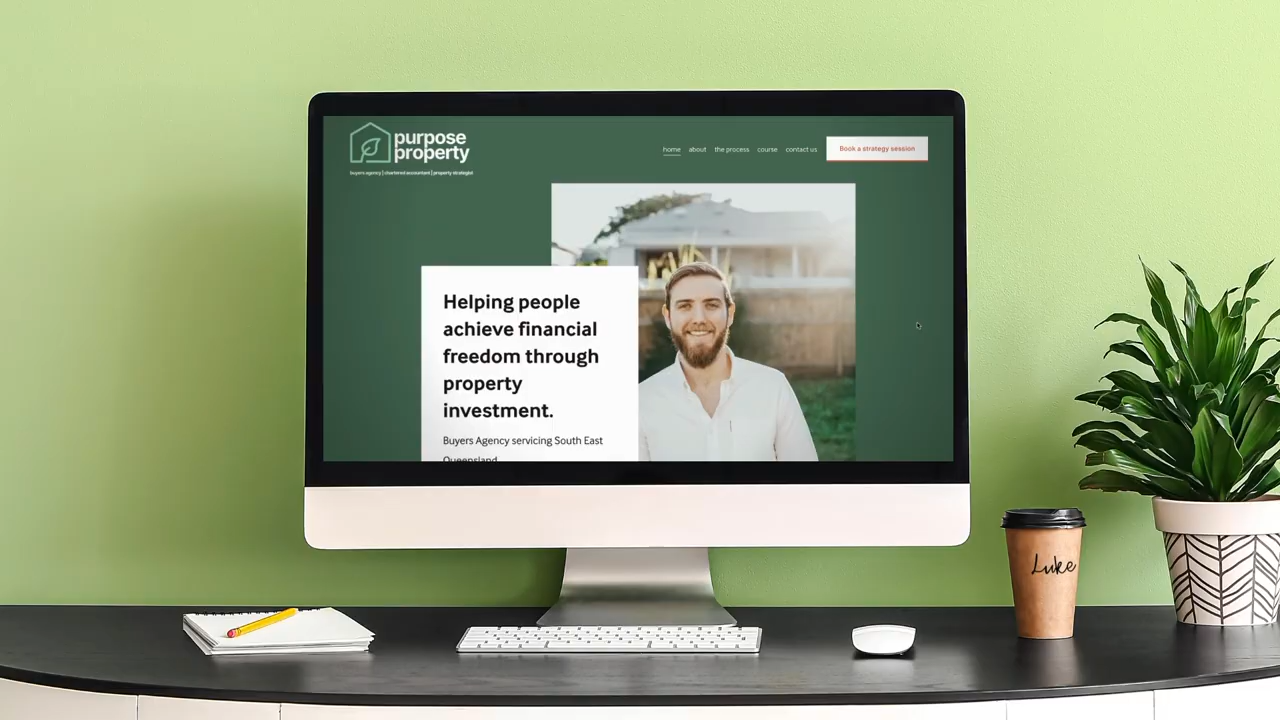 purpose
property
buyers agency | chartered accountant | property strategist
home about the process course contact us Book a strategy session
Helping people
achieve financial
freedom through
property
investment.
Buyers Agency servicing South East
Queensland
Luke